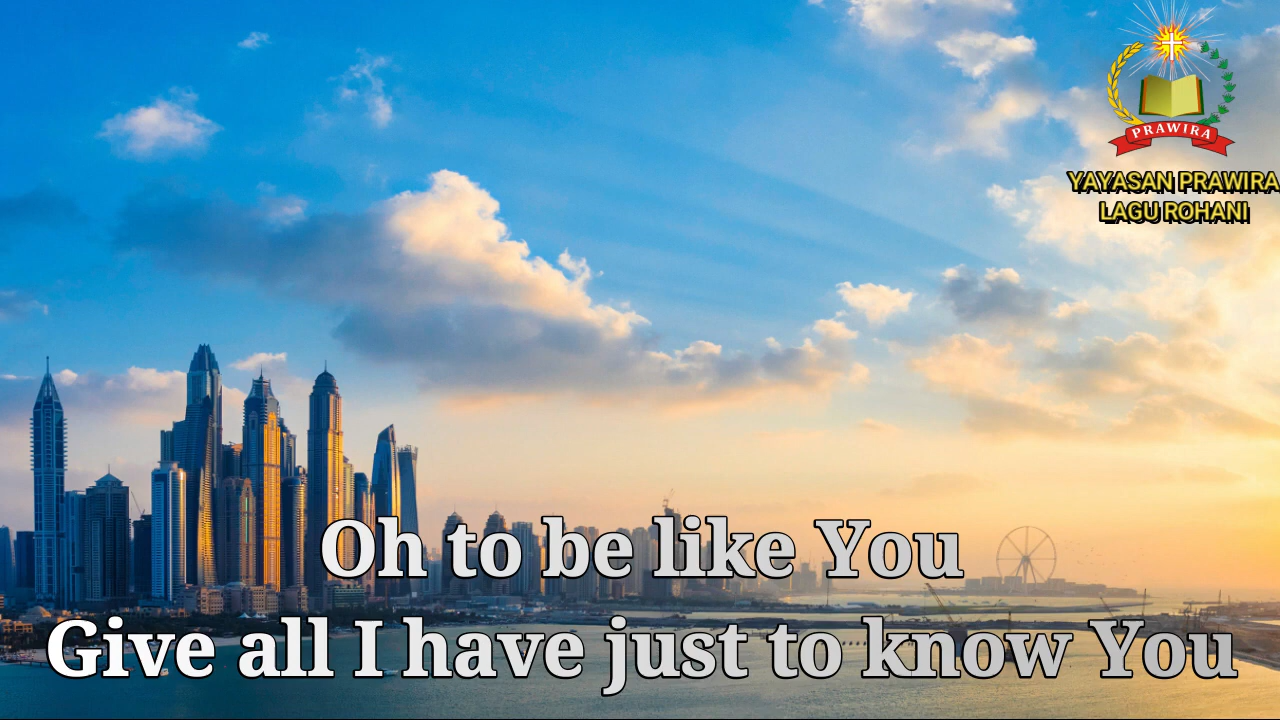 PRAWIRA
YAYASAN PRAWIRA
LAGU ROHANI
Oh to be like You
Give all I have just to know You